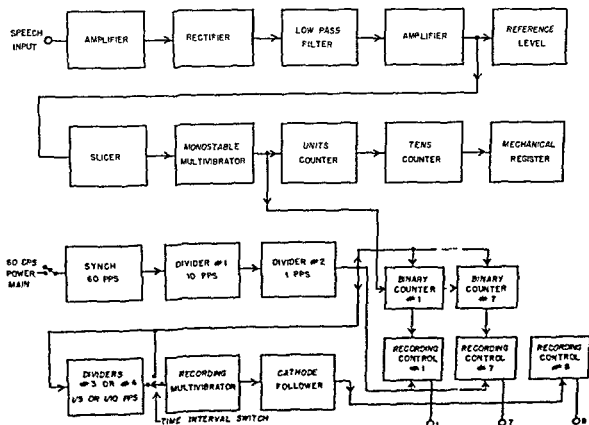 SPEECH
INPUT
AMPLIFIER
RECTIFIER
LOW PASS
FILTER
AMPLIFIER
REFERENCE
LEVEL
SLICER
MONOSTABLE
MULTIVIBRATOR
UNITS
COUNTER
TENS
COUNTER
MECHANICAL
REGISTER
60 CPS
POWER
MAIN
SYNCH
60 PPS
DIVIDER #1
10 PPS
DIVIDER #2
1 PPS
BINARY
COUNTER
#1
BINARY
COUNTER
#7
DIVIDERS
#3 OR #4
1/3 OR 1/10 PPS
RECORDING
MULTIVIBRATOR
CATHODE
FOLLOWER
RECORDING
CONTROL
#1
RECORDING
CONTROL
#7
RECORDING
CONTROL
#8
TIME INTERVAL SWITCH
1
7